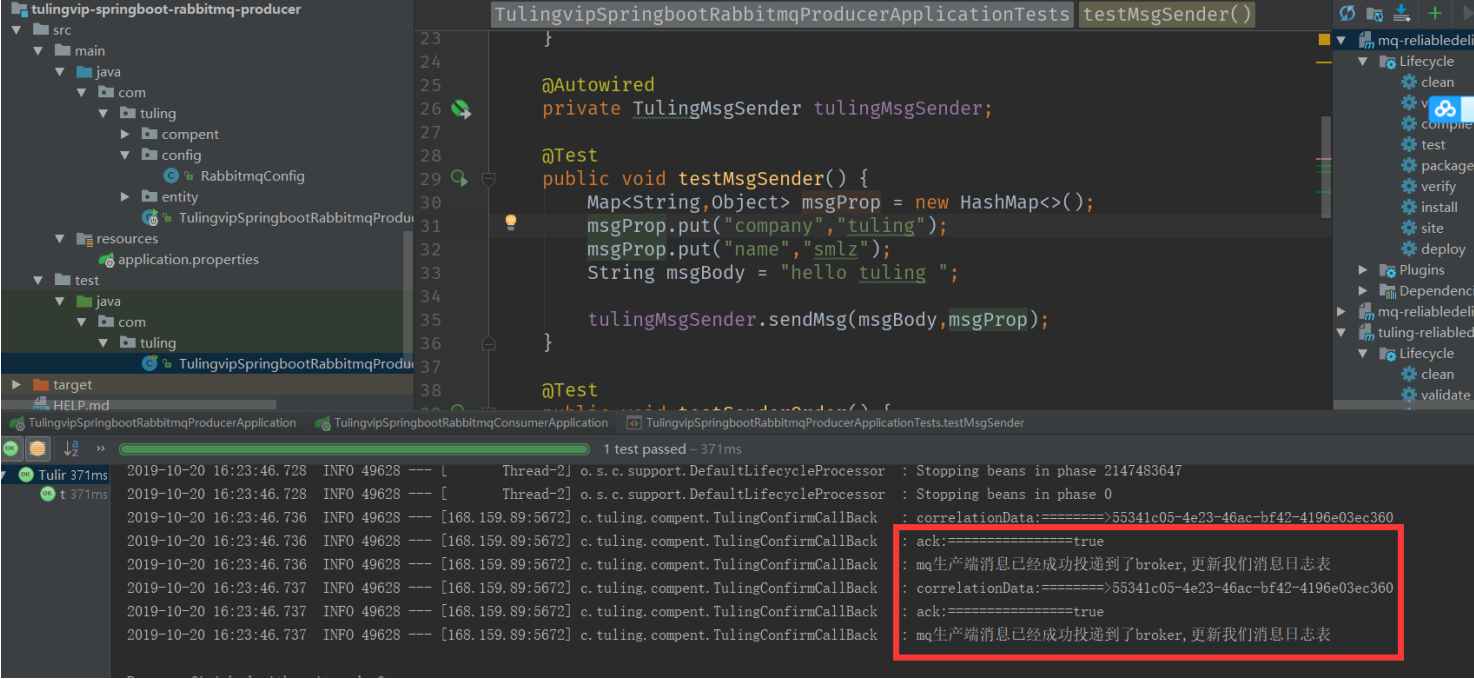 tulingvip-springboot-rabbitmq-producer
src
main
java
com
tuling
compent
config
RabbitmqConfig
entity
TulingvipSpringbootRabbitmqProdu
resources
application.properties
test
java
com
tuling
TulingvipSpringbootRabbitmqProdu
target
HELP.md
TulingvipSpringbootRabbitmqProducerApplicationTests testMsgSender()
23 }
24
25 @Autowired
26 private TulingMsgSender tulingMsgSender;
27
28 @Test
29 public void testMsgSender() {
30 Map<String,Object> msgProp = new HashMap<>();
31 msgProp.put("company","tuling");
32 msgProp.put("name","smlz");
33 String msgBody = "hello tuling ";
34
35 tulingMsgSender.sendMsg(msgBody,msgProp);
36 }
37
38 @Test
mq-reliabledeli
Lifecycle
clean
v
compile
test
package
verify
install
site
deploy
Plugins
Dependenci
mq-reliabledeli
tuling-reliabled
Lifecycle
clean
validate
TulingvipSpringbootRabbitmqProducerApplication TulingvipSpringbootRabbitmqConsumerApplication TulingvipSpringbootRabbitmqProducerApplicationTests.testMsgSender
1 test passed – 371ms
Tulir 371ms
t 371ms
2019-10-20 16:23:46.728 INFO 49628 --- [ Thread-2] o.s.c.support.DefaultLifecycleProcessor : Stopping beans in phase 2147483647
2019-10-20 16:23:46.728 INFO 49628 --- [ Thread-2] o.s.c.support.DefaultLifecycleProcessor : Stopping beans in phase 0
2019-10-20 16:23:46.736 INFO 49628 --- [168.159.89:5672] c.tuling.compent.TulingConfirmCallBack : correlationData:========>55341c05-4e23-46ac-bf42-4196e03ec360
2019-10-20 16:23:46.736 INFO 49628 --- [168.159.89:5672] c.tuling.compent.TulingConfirmCallBack : ack:================true
2019-10-20 16:23:46.736 INFO 49628 --- [168.159.89:5672] c.tuling.compent.TulingConfirmCallBack : mq生产端消息已经成功投递到了broker,更新我们消息日志表
2019-10-20 16:23:46.737 INFO 49628 --- [168.159.89:5672] c.tuling.compent.TulingConfirmCallBack : correlationData:========>55341c05-4e23-46ac-bf42-4196e03ec360
2019-10-20 16:23:46.737 INFO 49628 --- [168.159.89:5672] c.tuling.compent.TulingConfirmCallBack : ack:================true
2019-10-20 16:23:46.737 INFO 49628 --- [168.159.89:5672] c.tuling.compent.TulingConfirmCallBack : mq生产端消息已经成功投递到了broker,更新我们消息日志表